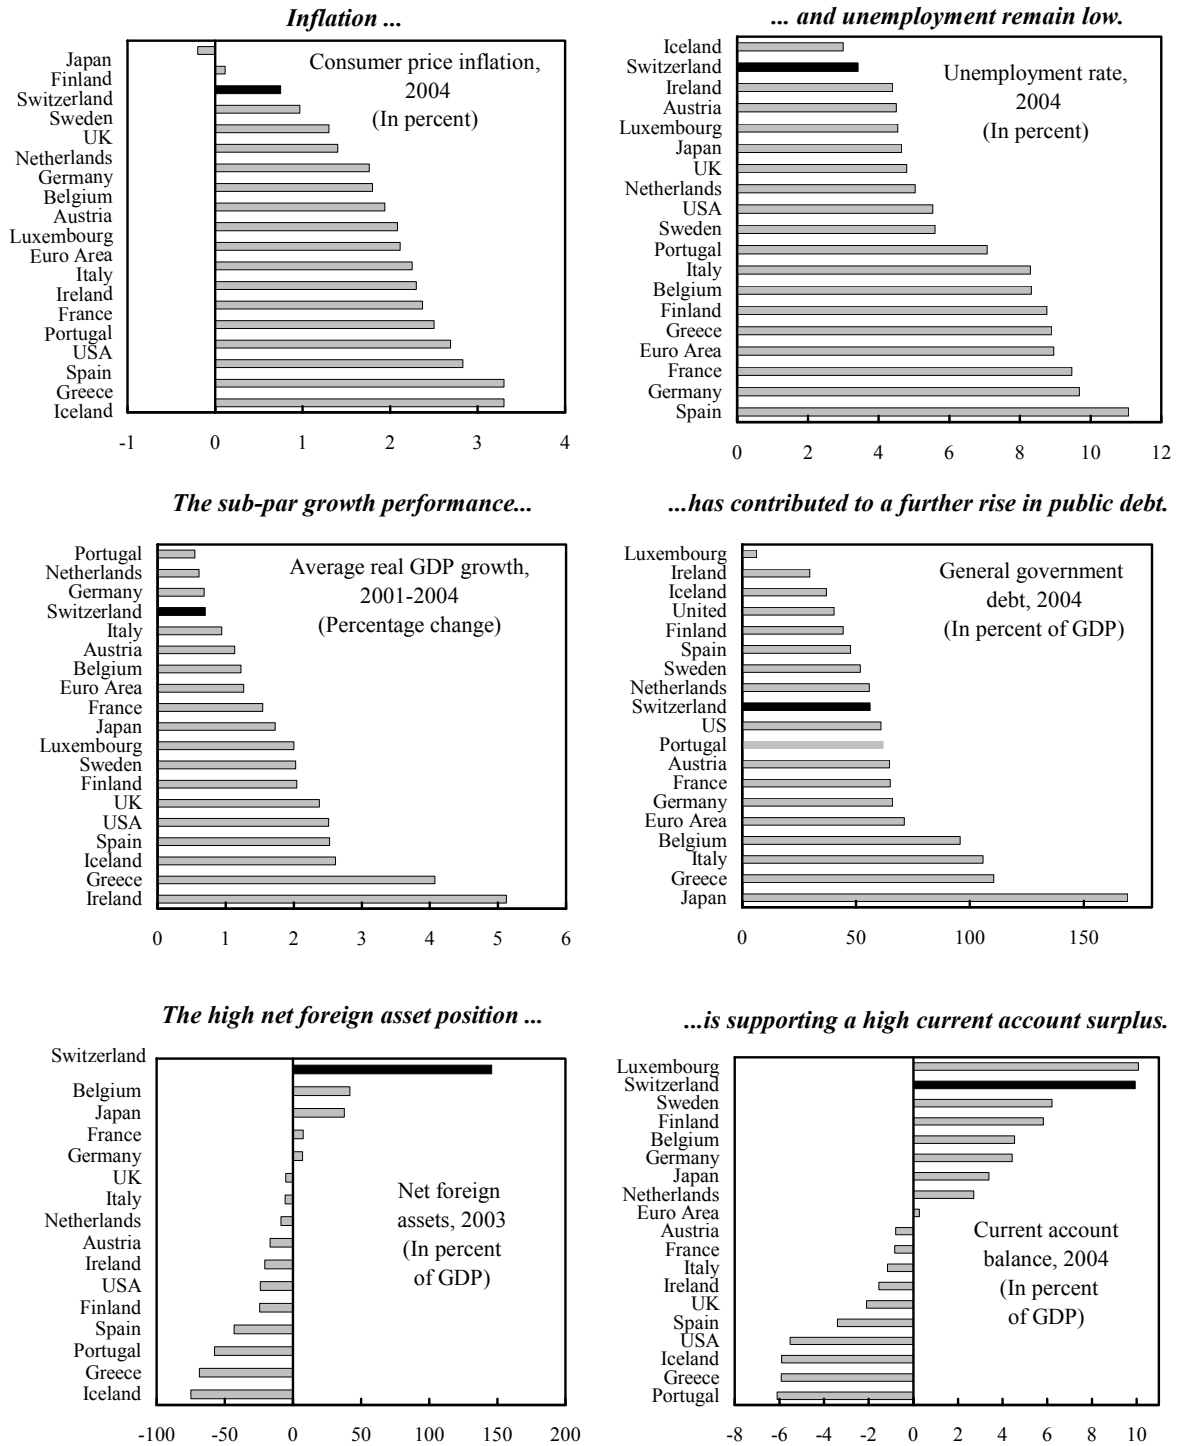 Inflation ...
Consumer price inflation,
2004
(In percent)
Japan
Finland
Switzerland
Sweden
UK
Netherlands
Germany
Belgium
Austria
Luxembourg
Euro Area
Italy
Ireland
France
Portugal
USA
Spain
Greece
Iceland
-1 0 1 2 3 4
... and unemployment remain low.
Unemployment rate,
2004
(In percent)
Iceland
Switzerland
Ireland
Austria
Luxembourg
Japan
UK
Netherlands
USA
Sweden
Portugal
Italy
Belgium
Finland
Greece
Euro Area
France
Germany
Spain
0 2 4 6 8 10 12
The sub-par growth performance...
Average real GDP growth,
2001-2004
(Percentage change)
Portugal
Netherlands
Germany
Switzerland
Italy
Austria
Belgium
Euro Area
France
Japan
Luxembourg
Sweden
Finland
UK
USA
Spain
Iceland
Greece
Ireland
0 1 2 3 4 5 6
...has contributed to a further rise in public debt.
General government
debt, 2004
(In percent of GDP)
Luxembourg
Ireland
Iceland
United
Finland
Spain
Sweden
Netherlands
Switzerland
US
Portugal
Austria
France
Germany
Euro Area
Belgium
Italy
Greece
Japan
0 50 100 150
The high net foreign asset position ...
Net foreign
assets, 2003
(In percent
of GDP)
Switzerland
Belgium
Japan
France
Germany
UK
Italy
Netherlands
Austria
Ireland
USA
Finland
Spain
Portugal
Greece
Iceland
-100 -50 0 50 100 150 200
...is supporting a high current account surplus.
Current account
balance, 2004
(In percent
of GDP)
Luxembourg
Switzerland
Sweden
Finland
Belgium
Germany
Japan
Netherlands
Euro Area
Austria
France
Italy
Ireland
UK
Spain
USA
Iceland
Greece
Portugal
-8 -6 -4 -2 0 2 4 6 8 10